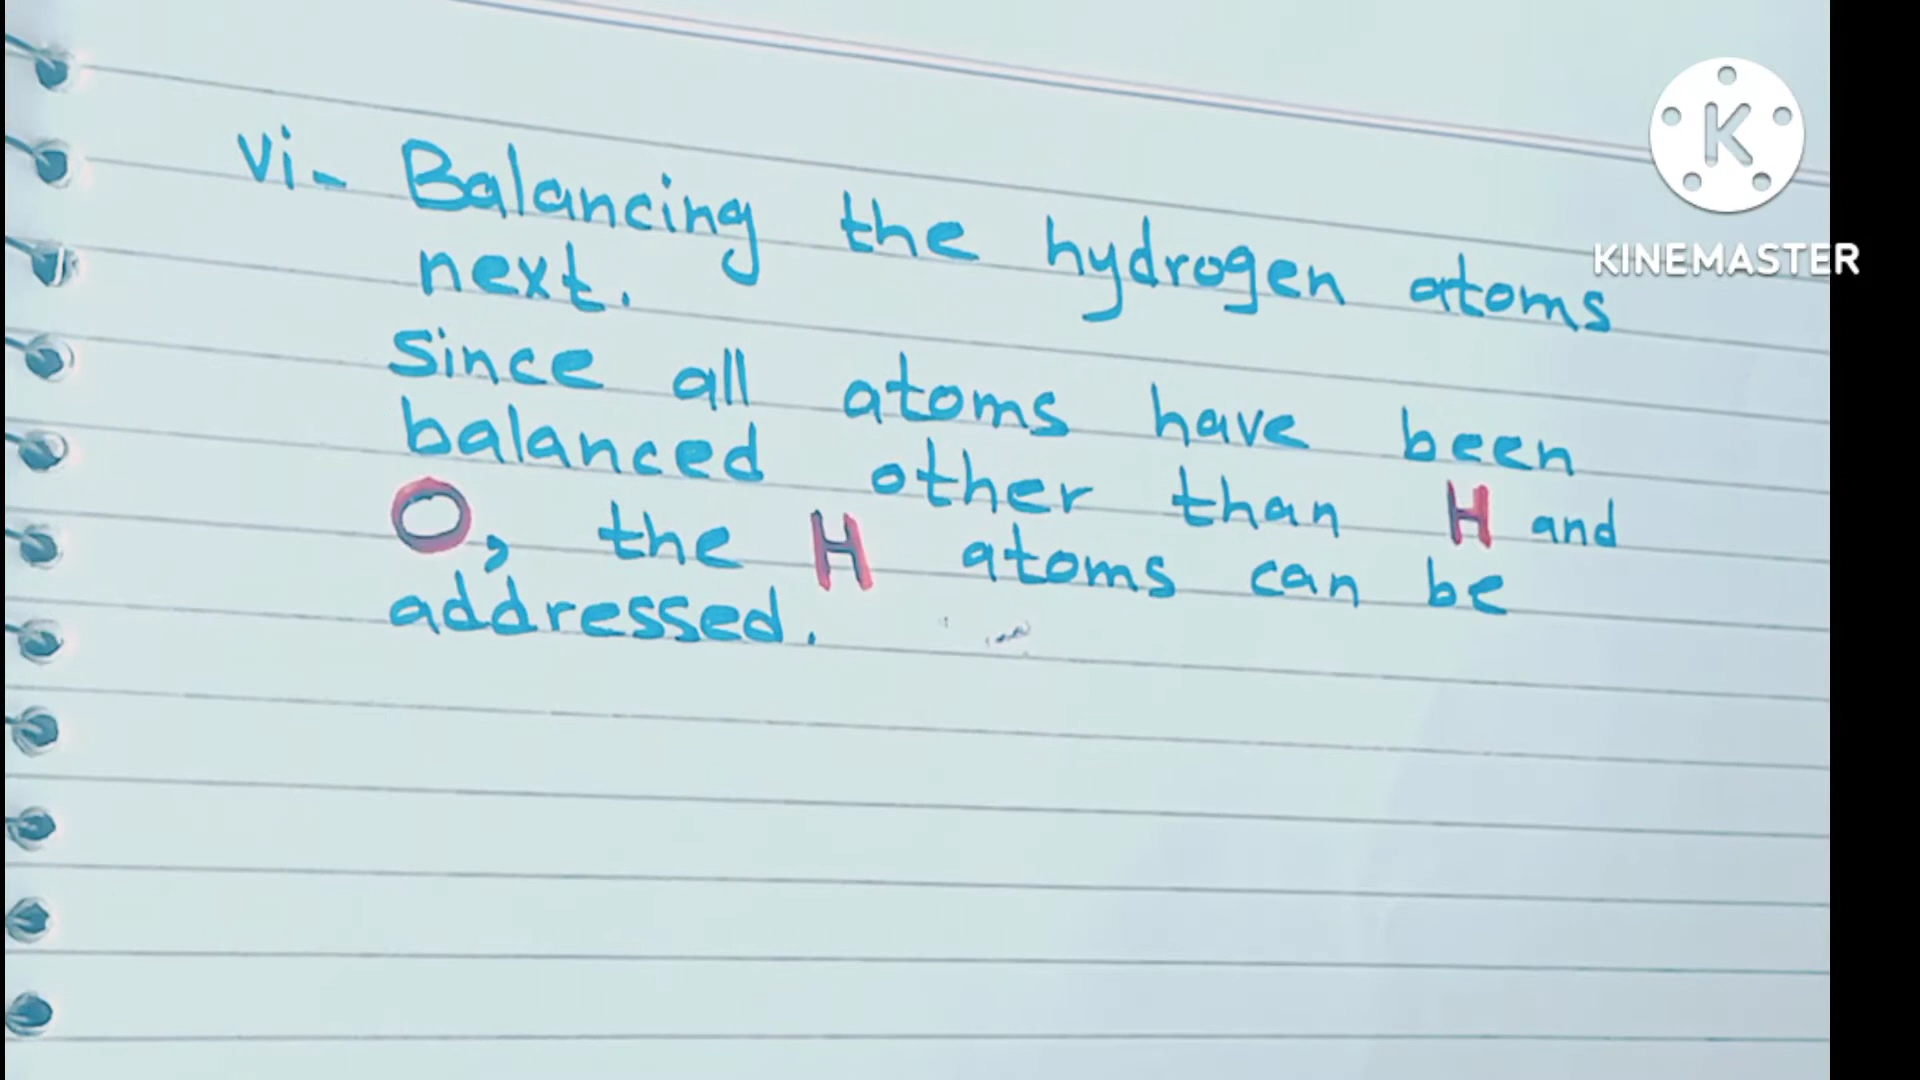 vi- Balancing the hydrogen atoms
next.
Since all atoms have been
balanced other than H and
O, the H atoms can be
addressed.
K
KINEMASTER